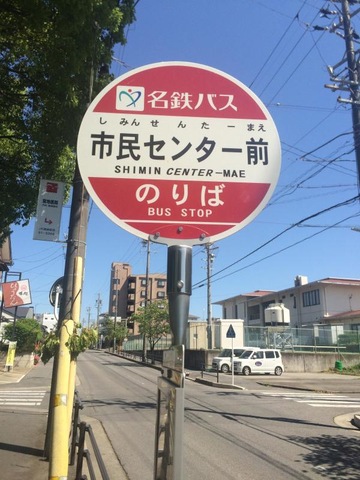 名鉄バス
しみんせんたーまえ
市民センター前
SHIMIN CENTER-MAE
のりば
BUS STOP